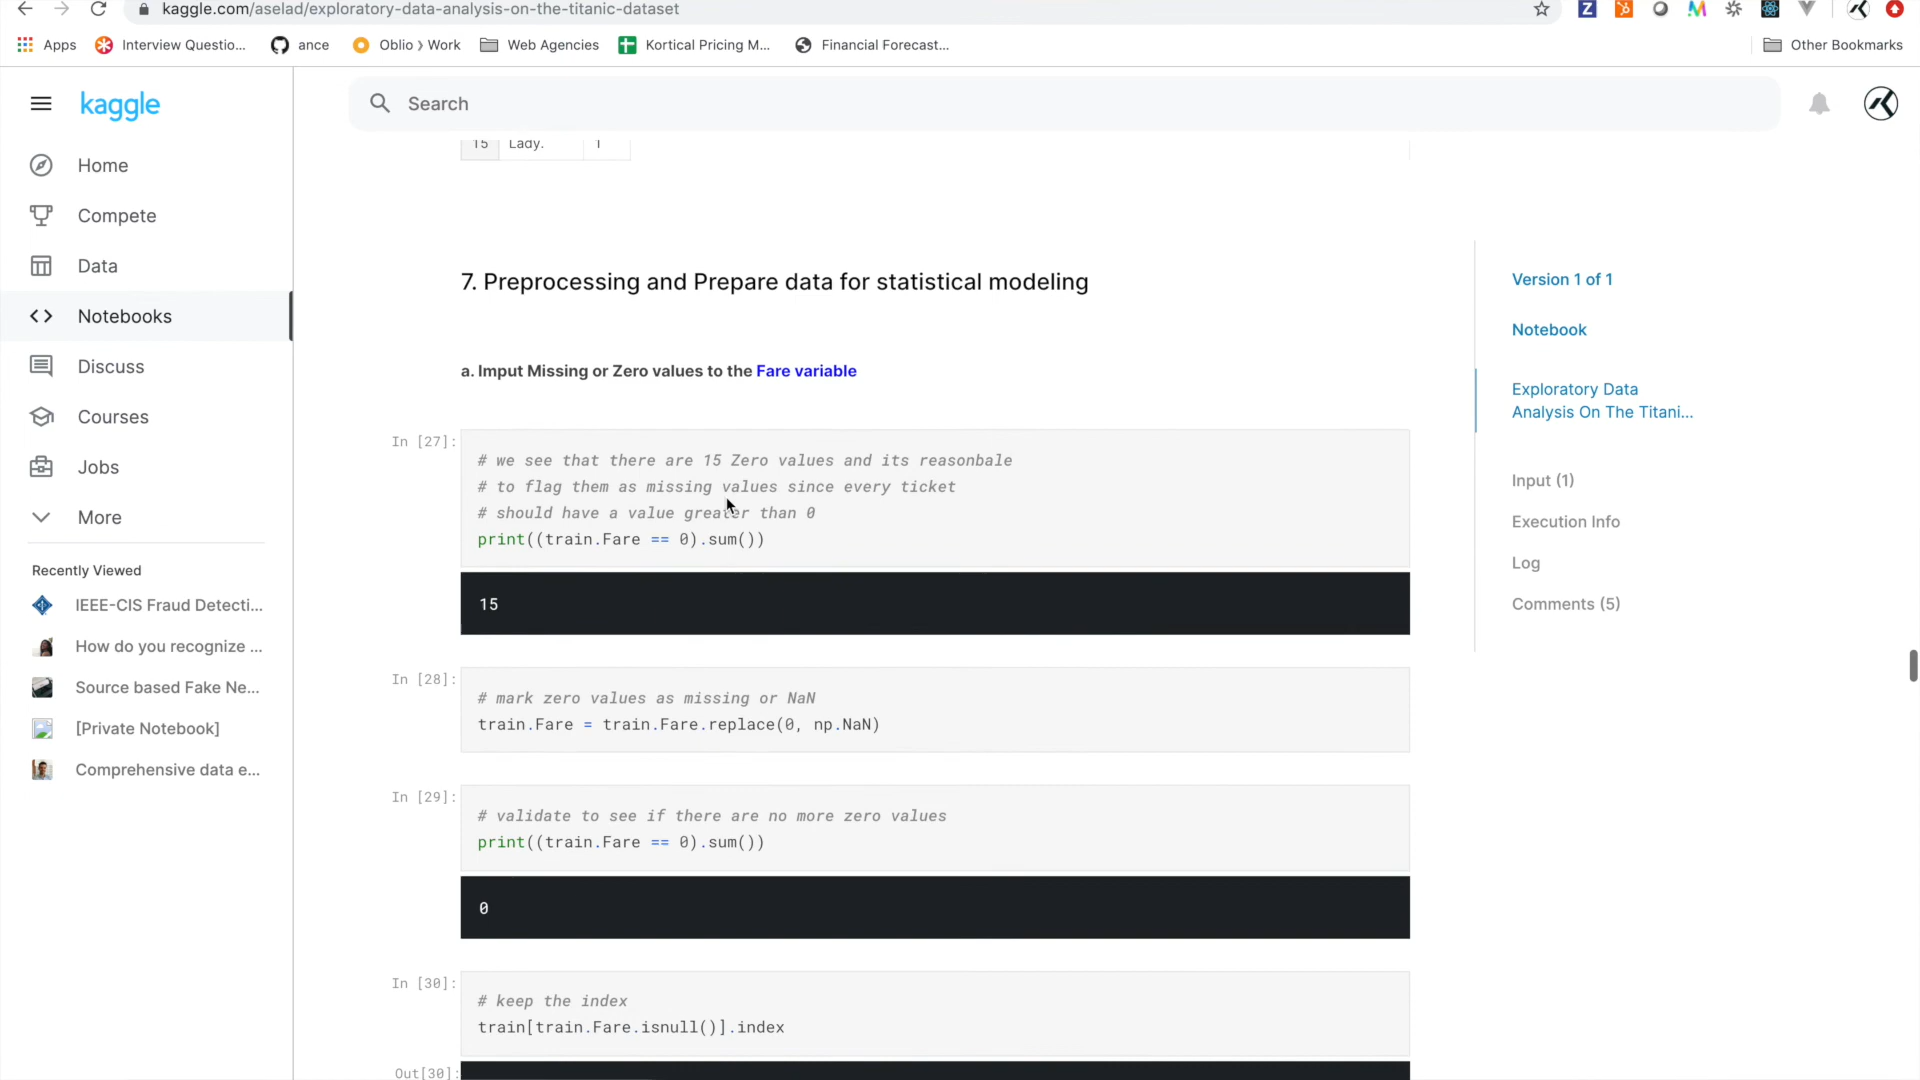 kaggle.com/aselad/exploratory-data-analysis-on-the-titanic-dataset
Apps
Interview Questio...
ance
Oblio › Work
Web Agencies
Kortical Pricing M...
Financial Forecast...
Other Bookmarks
kaggle
Search
Home
Compete
Data
Notebooks
Discuss
Courses
Jobs
More
Recently Viewed
IEEE-CIS Fraud Detecti...
How do you recognize ...
Source based Fake Ne...
[Private Notebook]
Comprehensive data e...
15 Lady. 1
7. Preprocessing and Prepare data for statistical modeling
a. Imput Missing or Zero values to the Fare variable
In [27]:
# we see that there are 15 Zero values and its reasonbale
# to flag them as missing values since every ticket
# should have a value greater than 0
print((train.Fare == 0).sum())
15
In [28]:
# mark zero values as missing or NaN
train.Fare = train.Fare.replace(0, np.NaN)
In [29]:
# validate to see if there are no more zero values
print((train.Fare == 0).sum())
0
In [30]:
# keep the index
train[train.Fare.isnull()].index
Out[30]:
Version 1 of 1
Notebook
Exploratory Data
Analysis On The Titani...
Input (1)
Execution Info
Log
Comments (5)